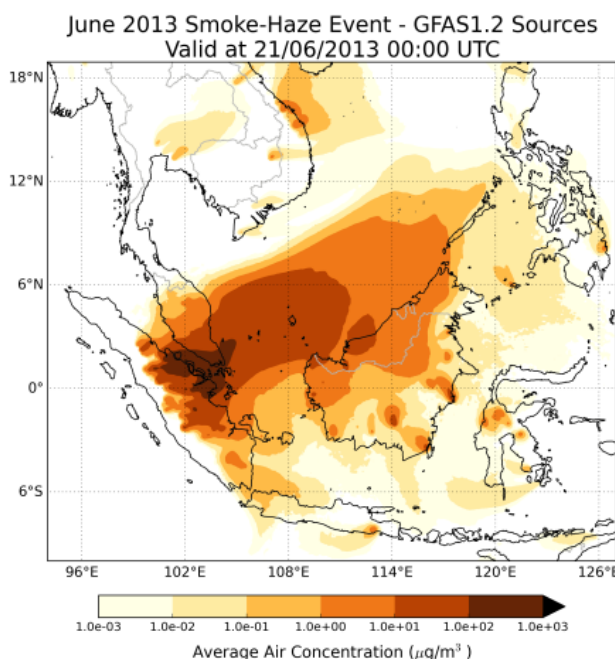 June 2013 Smoke-Haze Event - GFAS1.2 Sources
Valid at 21/06/2013 00:00 UTC
18°N
12°N
6°N
0°
6°S
96°E 102°E 108°E 114°E 120°E 126°E
1.0e-03 1.0e-02 1.0e-01 1.0e+00 1.0e+01 1.0e+02 1.0e+03
Average Air Concentration (μg/m³)